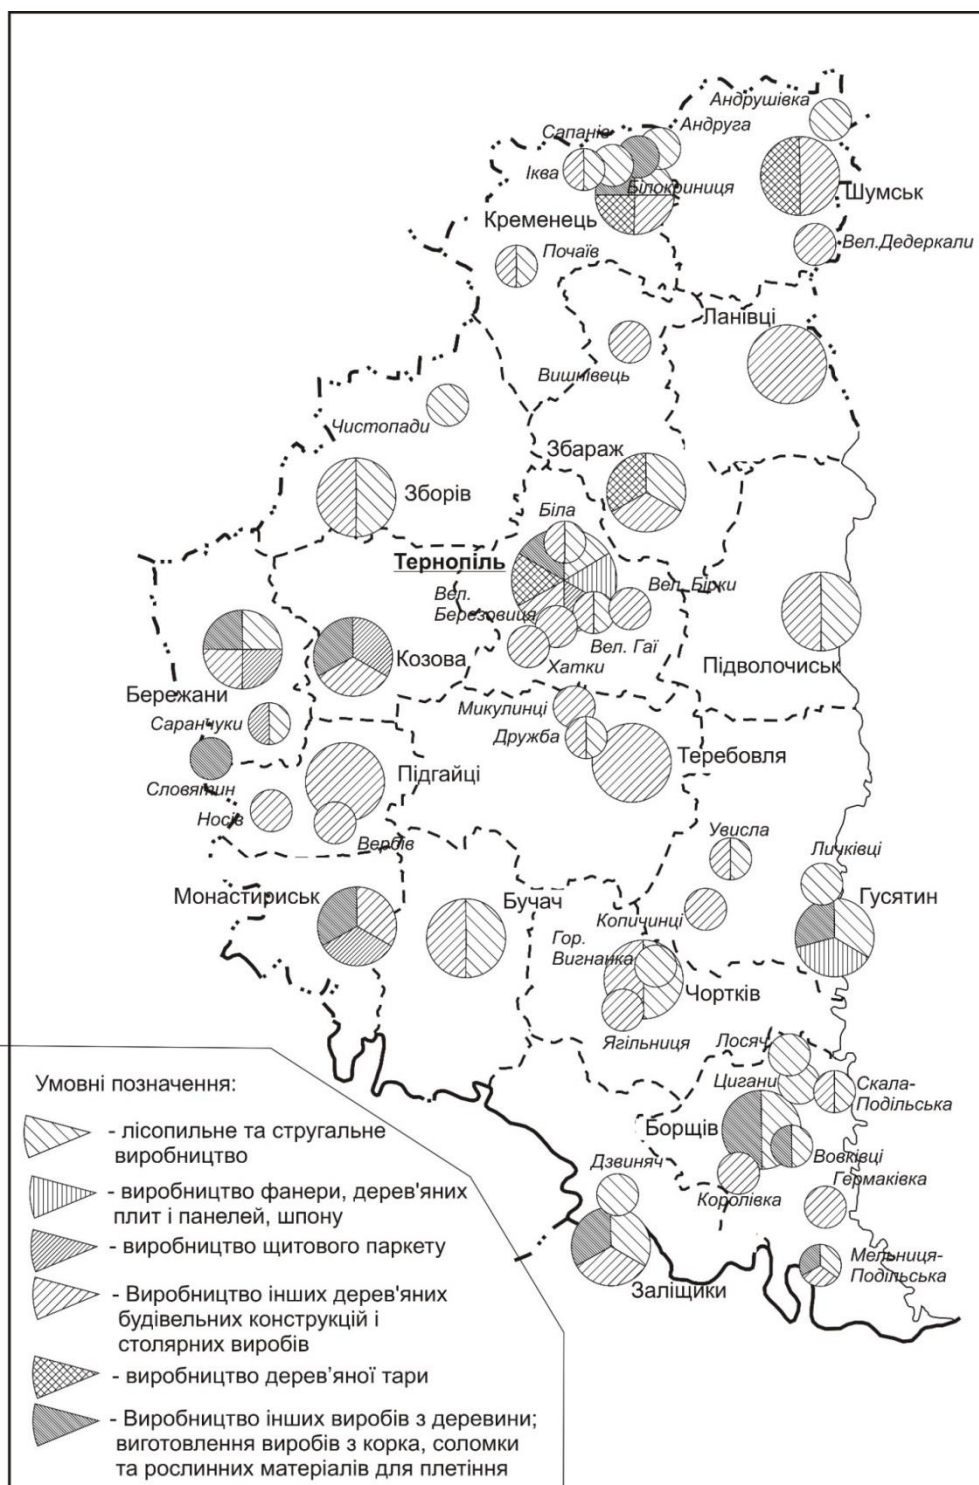 Андрушівка
Сапанів
Андруга
Іква
Білокриниця
Шумськ
Кременець
Вел.Дедеркали
Почаїв
Ланівці
Вишнівець
Чистопади
Збараж
Зборів
Біла
Тернопіль
Вел. Бірки
Вел.
Березовиця
Вел. Гаї
Козова
Хатки
Підволочиськ
Бережани
Микулинці
Саранчуки
Дружба
Теребовля
Словятин
Підгайці
Носів
Вербів
Увисла
Личківці
Монастириськ
Бучач
Гусятин
Копичинці
Гор.
Вигнанка
Чортків
Ягільниця
Лосяч
Цигани
Скала-
Подільська
Борщів
Вовківці
Дзвиняч
Королівка
Гермаківка
Мельниця-
Подільська
Заліщики
Умовні позначення:
- лісопильне та стругальне
виробництво
- виробництво фанери, дерев'яних
плит і панелей, шпону
- виробництво щитового паркету
- Виробництво інших дерев'яних
будівельних конструкцій і
столярних виробів
- виробництво дерев’яної тари
- Виробництво інших виробів з деревини;
виготовлення виробів з корка, соломки
та рослинних матеріалів для плетіння